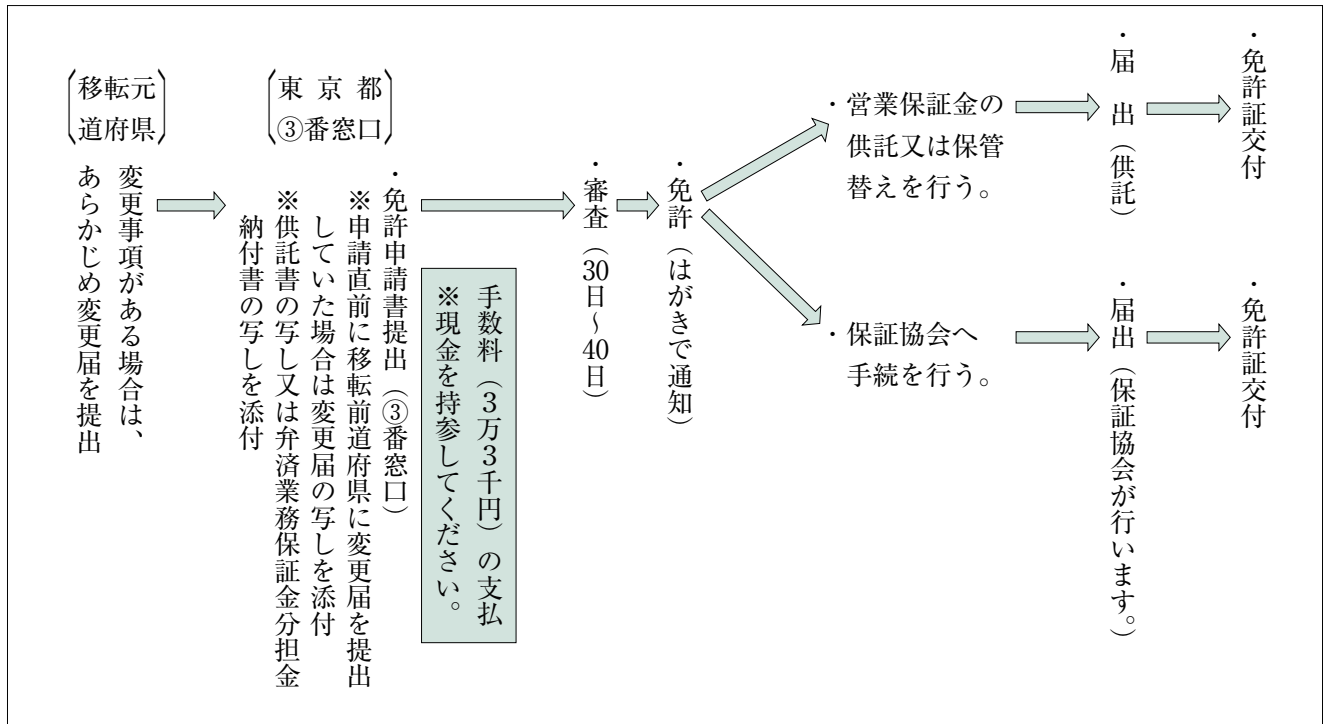 移転元
道府県
変更事項がある場合は、
あらかじめ変更届を提出
東京都
③番窓口
・免許申請書提出（③番窓口）
※申請直前に移転前道府県に変更届を提出
していた場合は変更届の写しを添付
※供託書の写し又は弁済業務保証金分担金
納付書の写しを添付
手数料（3万3千円）の支払
※現金を持参してください。
・審査（30日～40日）
・免許（はがきで通知）
・営業保証金の
供託又は保管
替えを行う。
・届出（供託）
・免許証交付
・保証協会へ
手続を行う。
・届出（保証協会が行います。）
・免許証交付